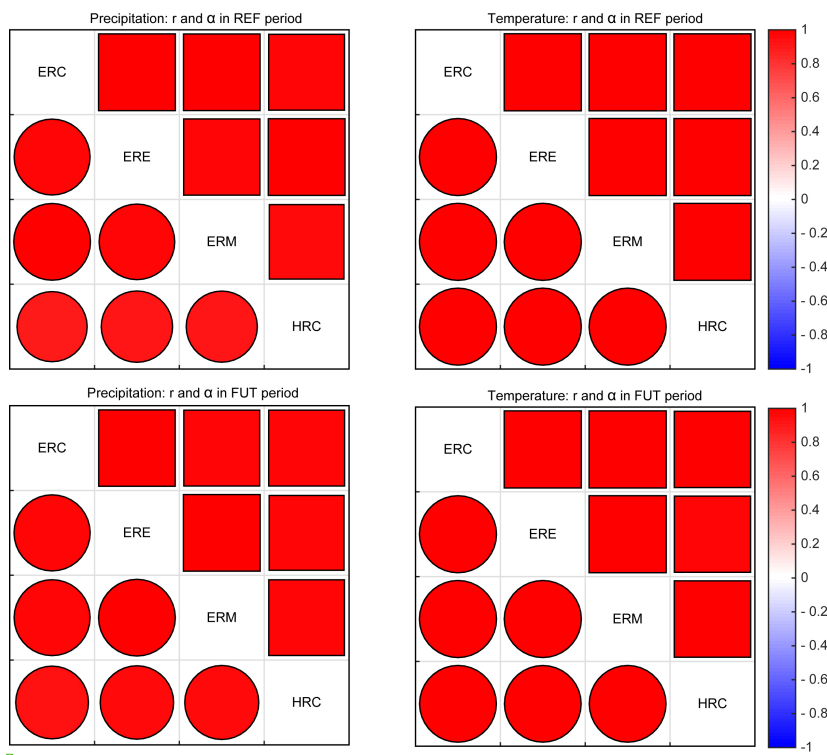 Precipitation: r and α in REF period
ERC
ERE
ERM
HRC
Temperature: r and α in REF period
ERC
ERE
ERM
HRC
1
0.8
0.6
0.4
0.2
0
- 0.2
- 0.4
- 0.6
- 0.8
-1
Precipitation: r and α in FUT period
ERC
ERE
ERM
HRC
Temperature: r and α in FUT period
ERC
ERE
ERM
HRC
1
0.8
0.6
0.4
0.2
0
- 0.2
- 0.4
- 0.6
- 0.8
-1